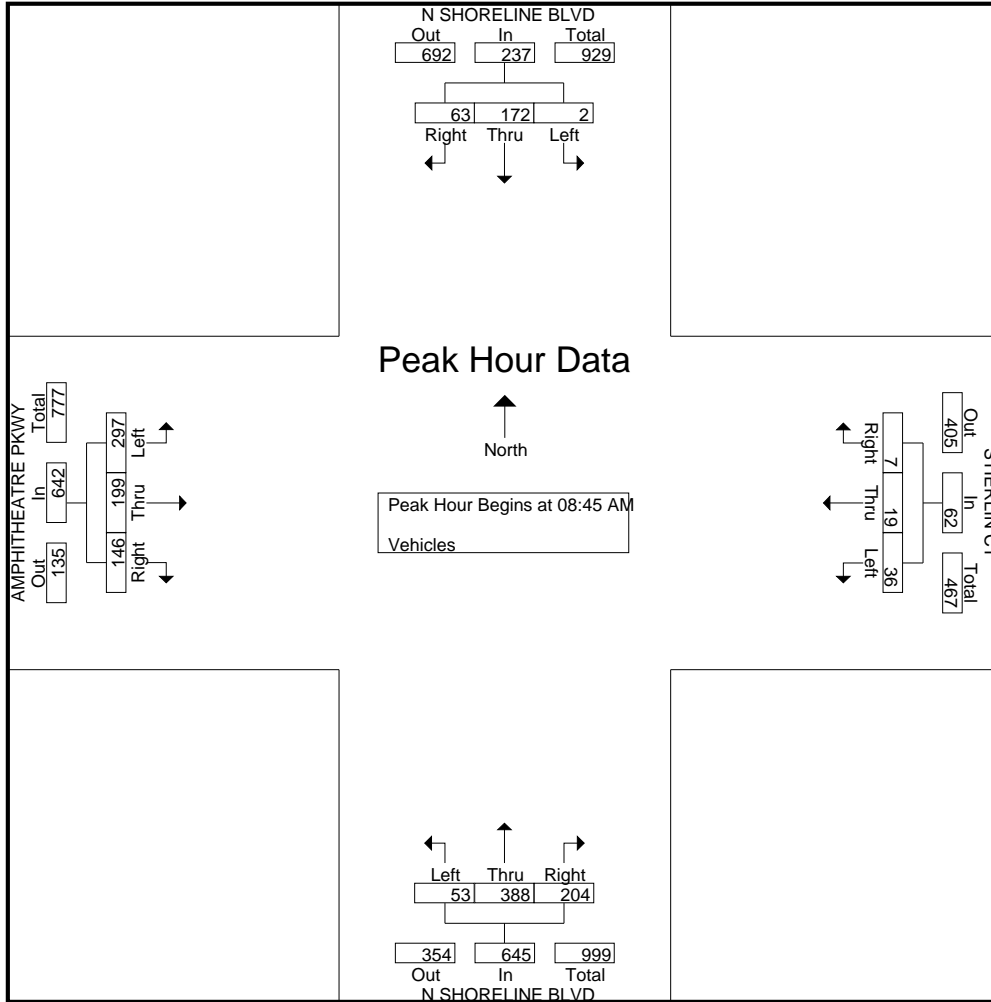 N SHORELINE BLVD
Out In Total
692 237 929
63 172 2
Right Thru Left
Peak Hour Data
North
Peak Hour Begins at 08:45 AM
Vehicles
AMPHITHEATRE PKWY
Out In Total
135 642 777
146 199 297
Right Thru Left
Right Thru Left
7 19 36
405 62 467
Out In Total
CT
Left Thru Right
53 388 204
354 645 999
Out In Total
N SHORELINE BLVD